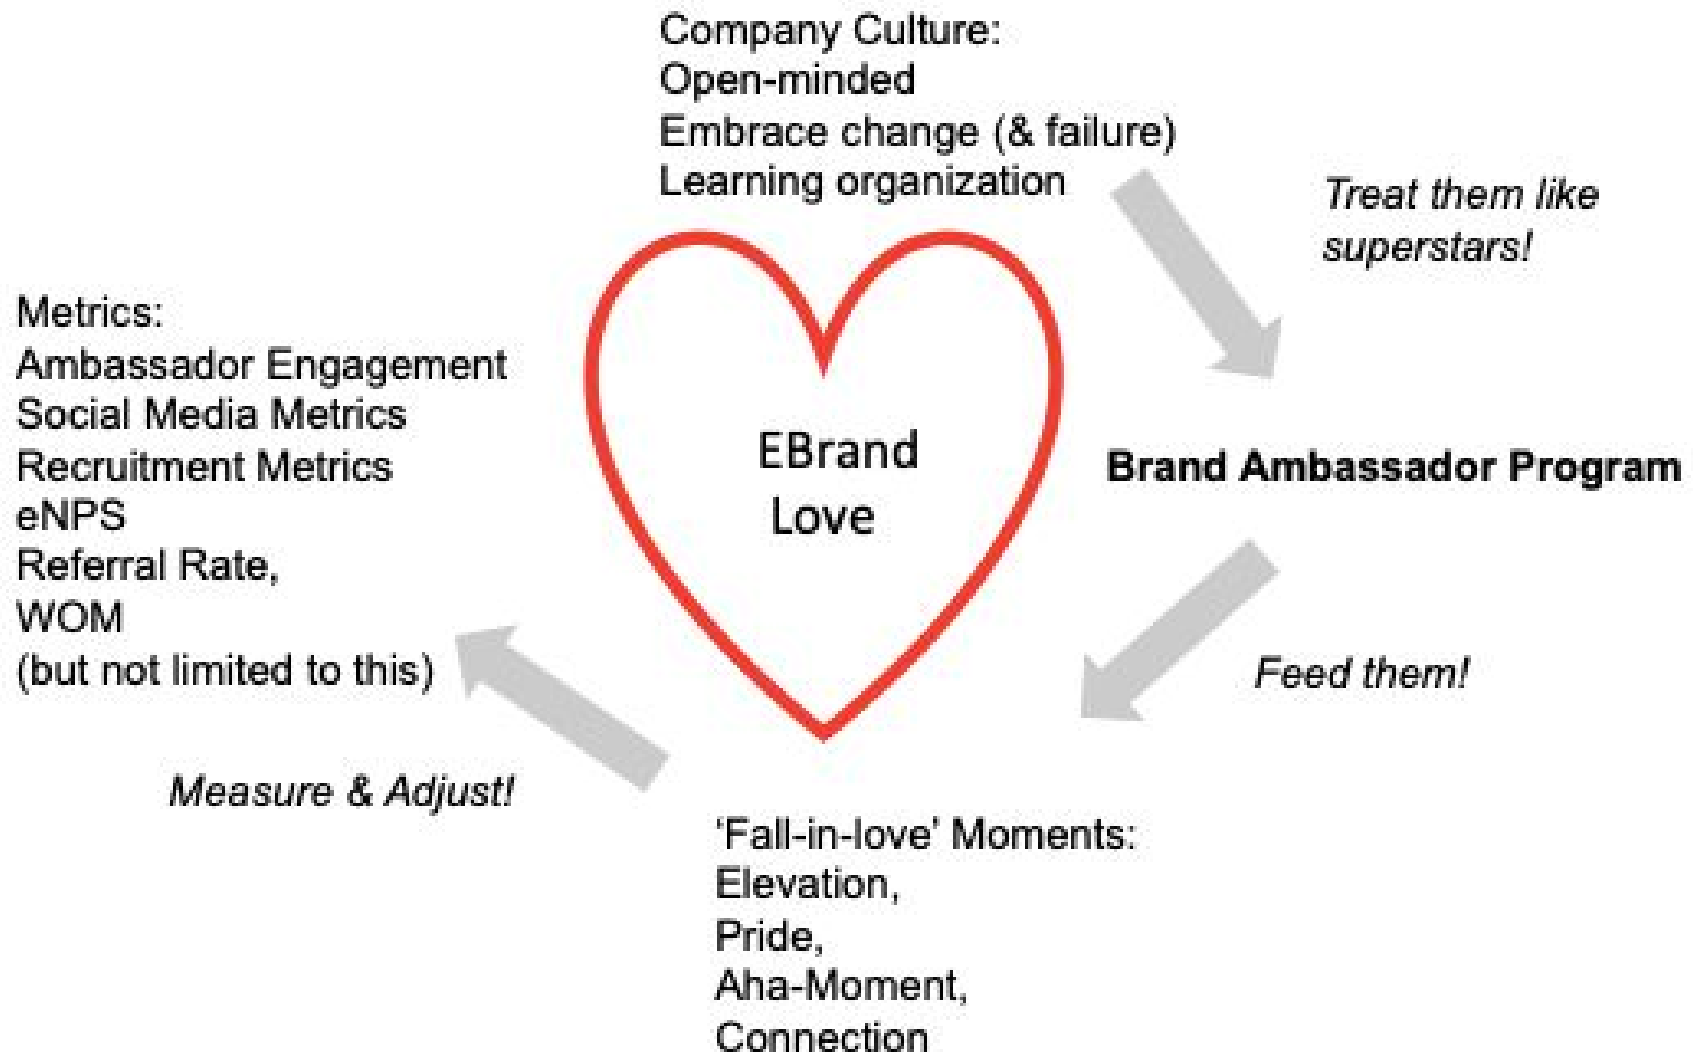 Company Culture:
Open-minded
Embrace change (& failure)
Learning organization
Treat them like
superstars!
Metrics:
Ambassador Engagement
Social Media Metrics
Recruitment Metrics
eNPS
Referral Rate,
WOM
(but not limited to this)
EBrand
Love
Brand Ambassador Program
Feed them!
Measure & Adjust!
‘Fall-in-love’ Moments:
Elevation,
Pride,
Aha-Moment,
Connection